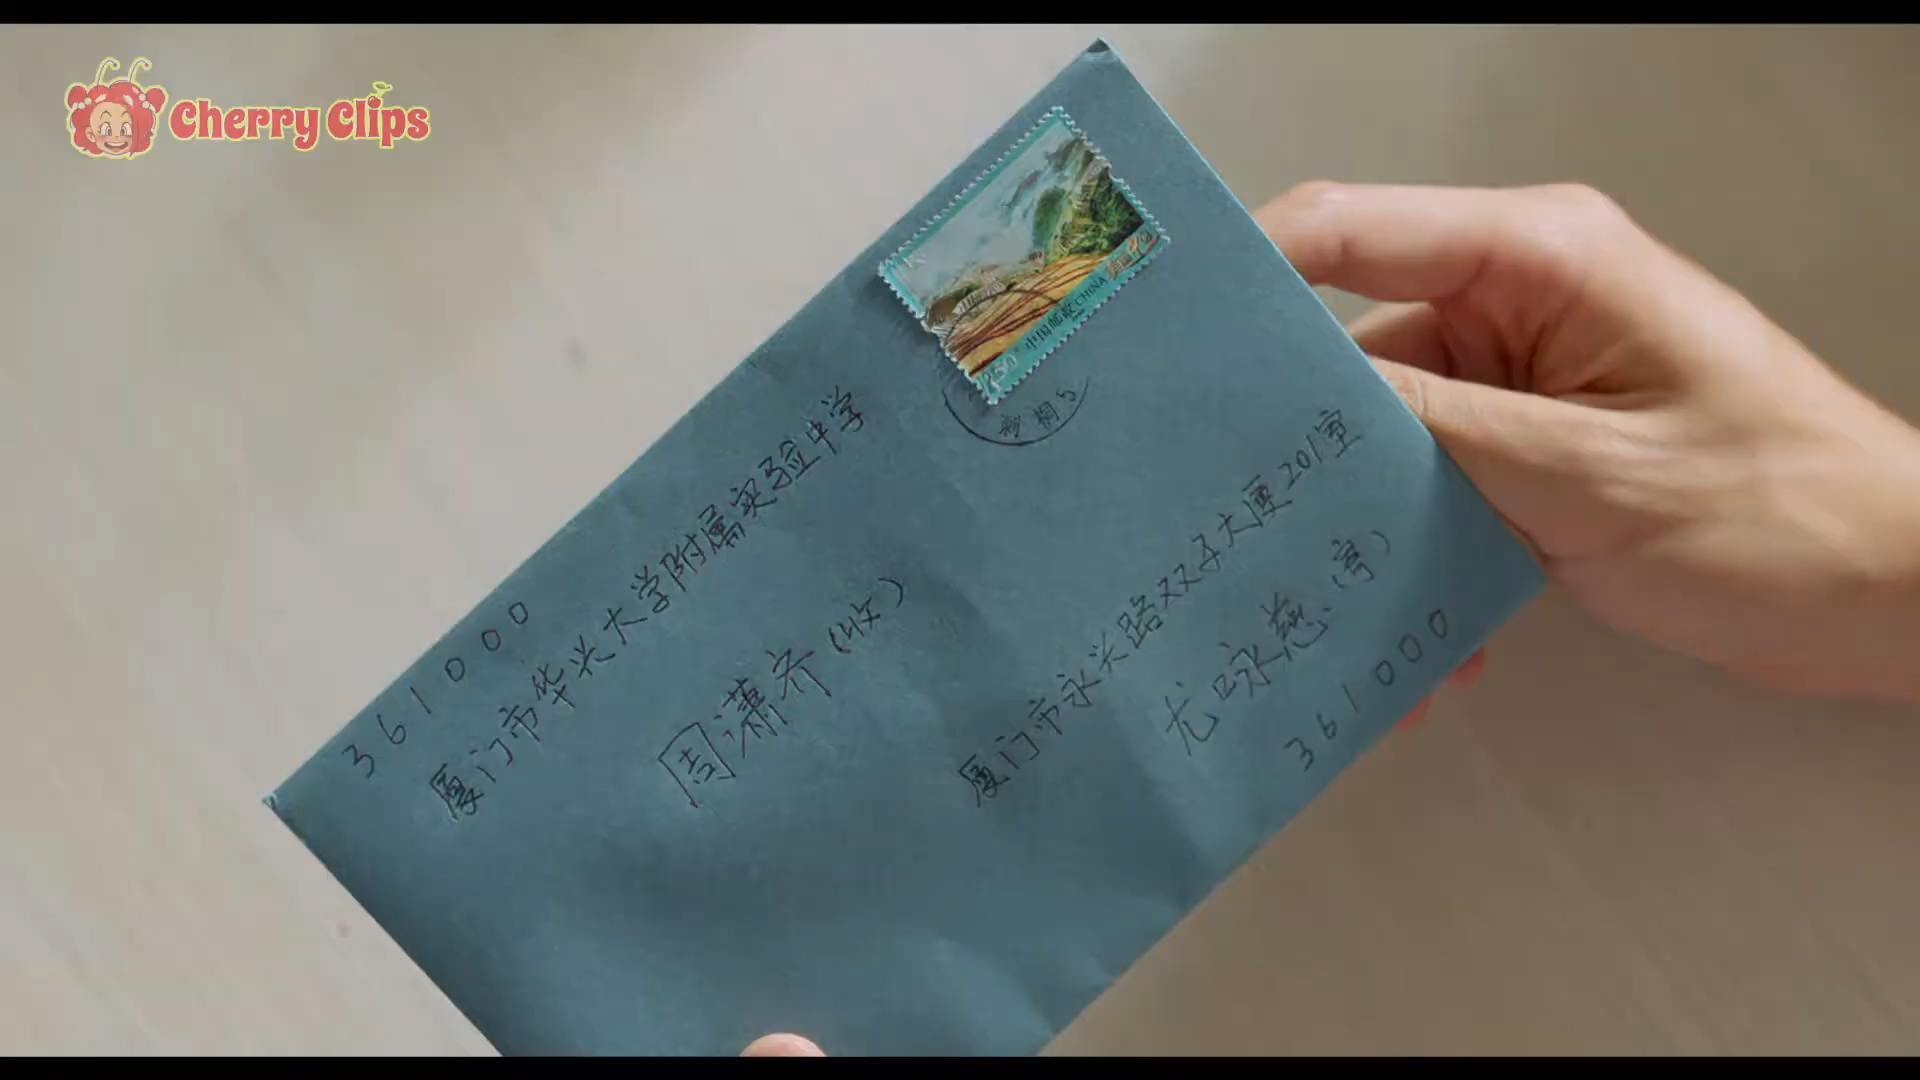 Cherry Clips
中国邮政 CHINA
361000
厦门市华兴大学附属实验中学
周潇齐(收)
厦门市永长路双子大厦201室
尤咏慈(寄)
361000